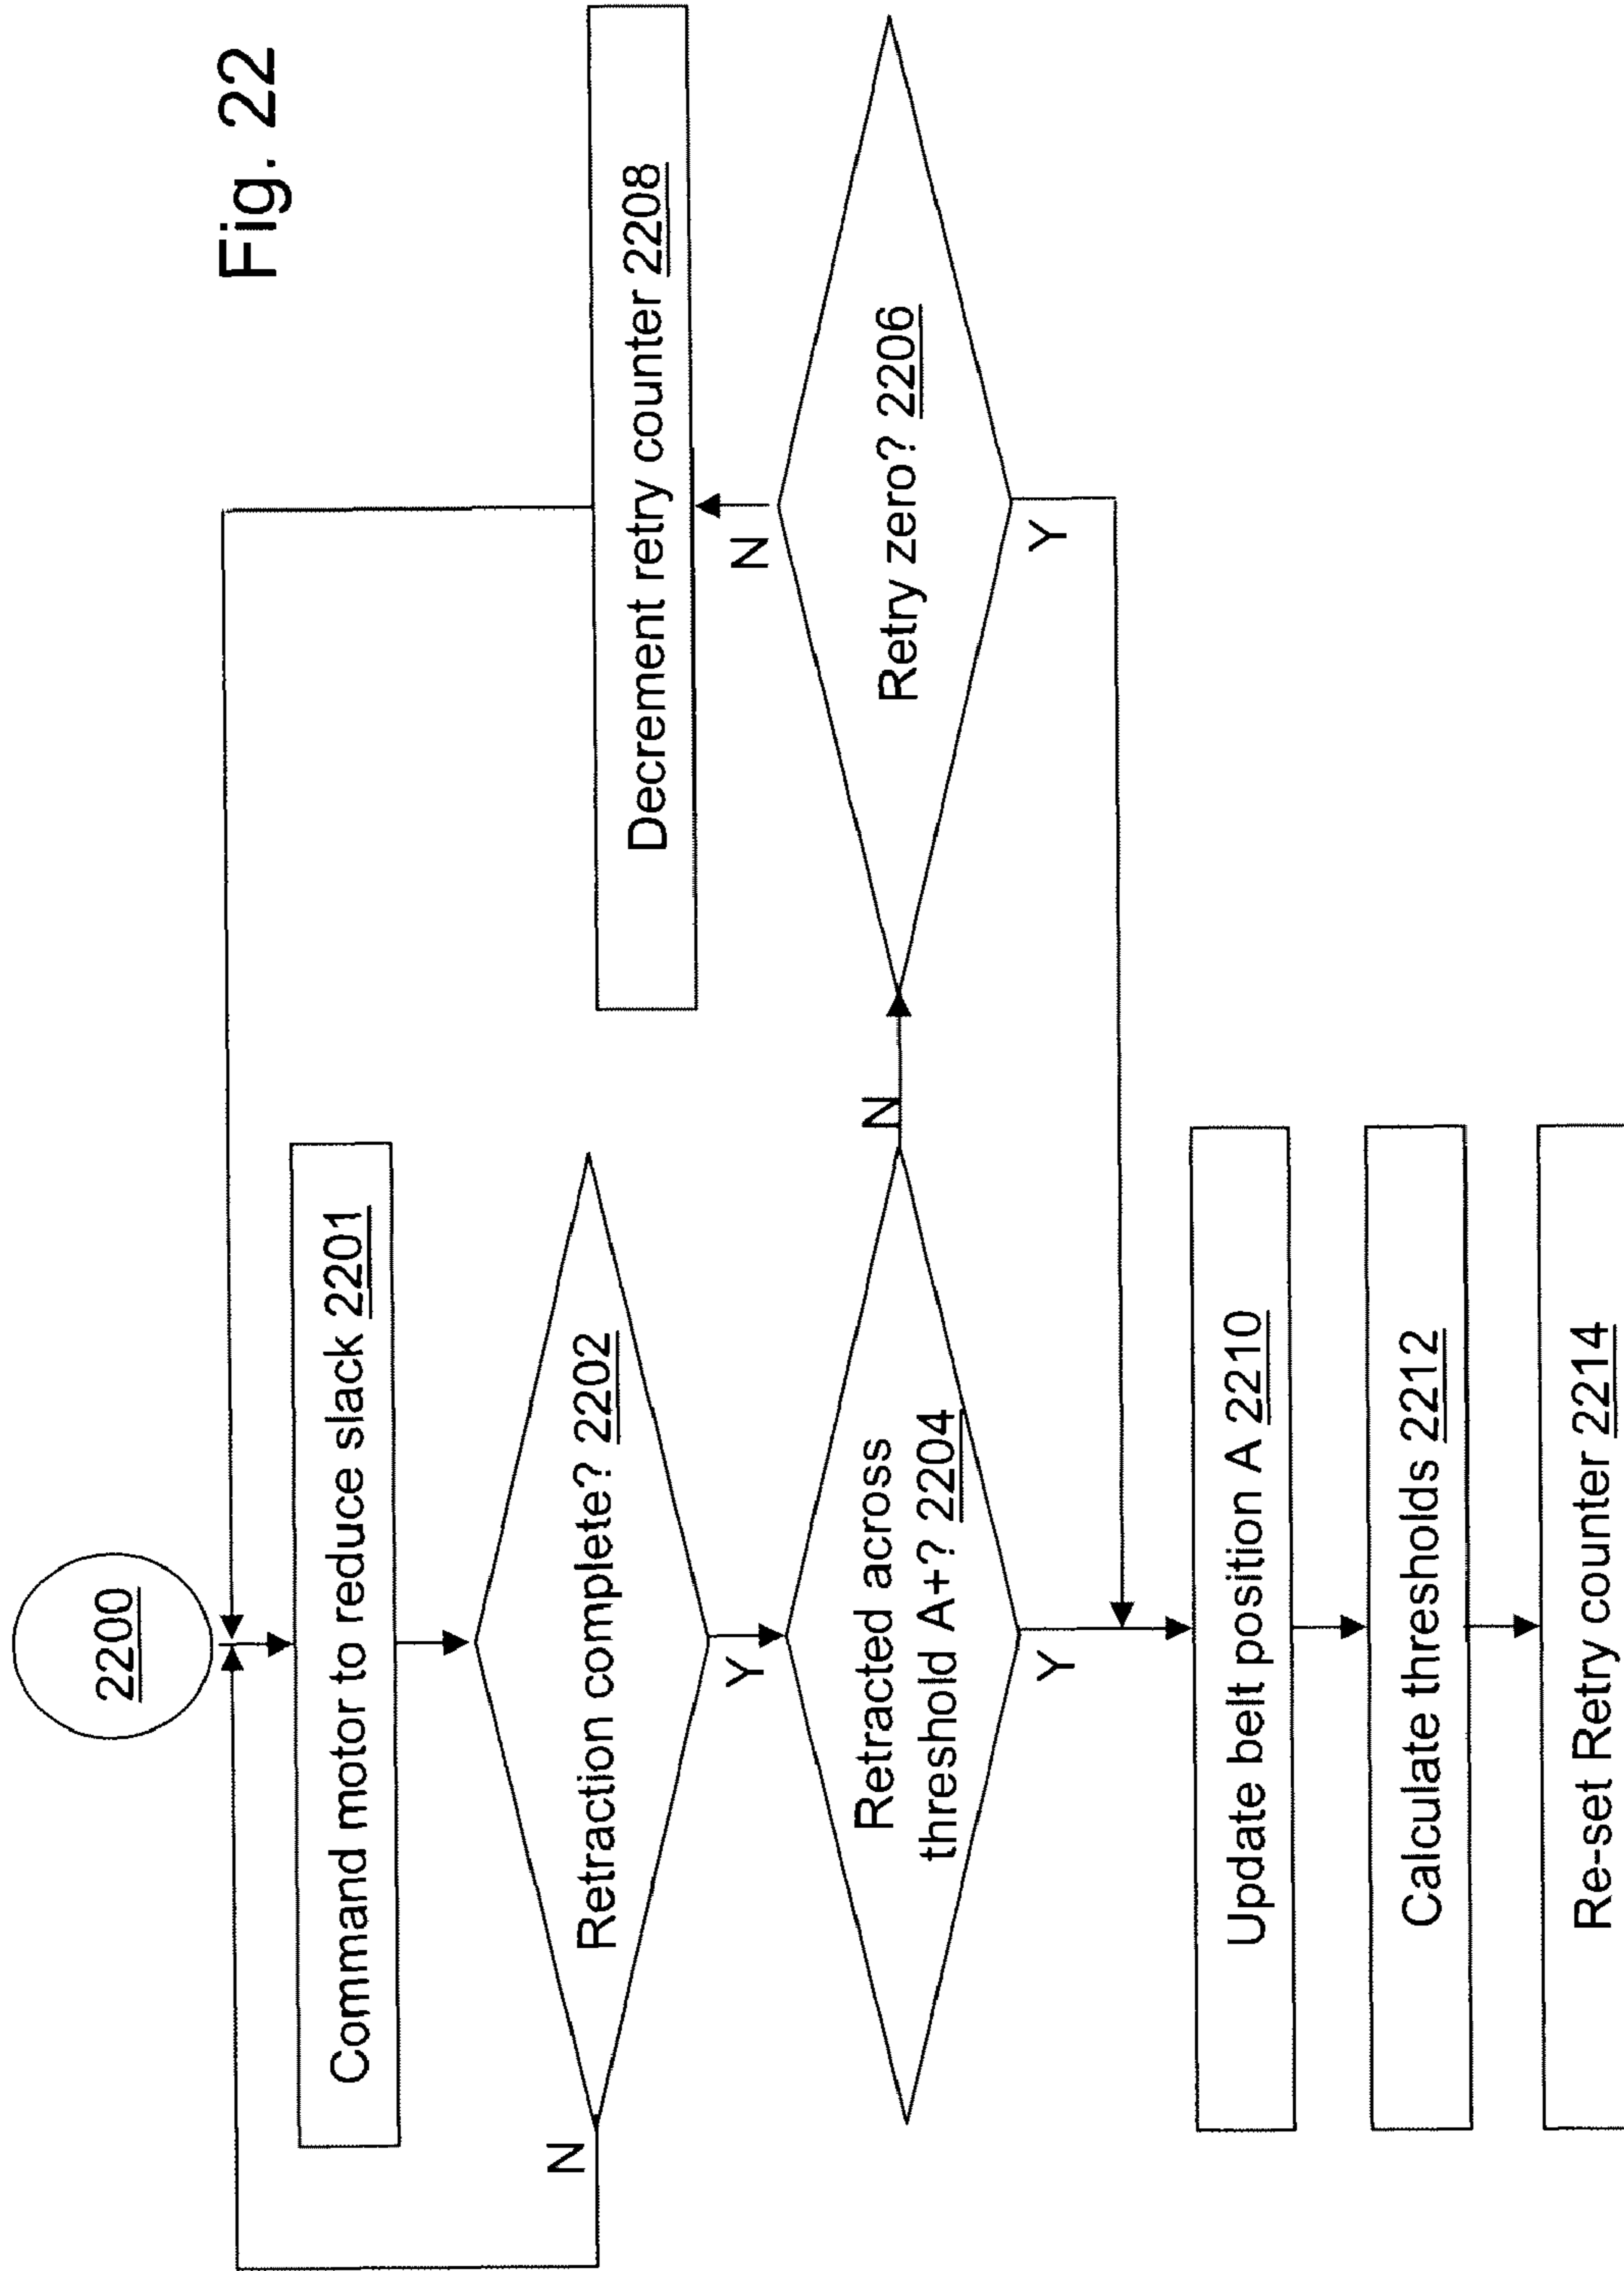 Fig. 22
2200
Command motor to reduce slack 2201
Retraction complete? 2202
N
Y
Retracted across
threshold A+? 2204
N
Y
Retry zero? 2206
N
Y
Decrement retry counter 2208
Update belt position A 2210
Calculate thresholds 2212
Re-set Retry counter 2214